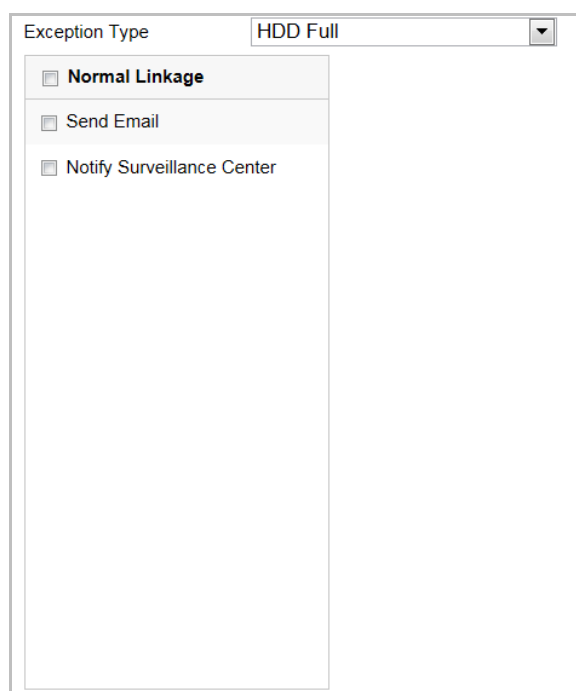 Exception Type HDD Full
Normal Linkage
Send Email
Notify Surveillance Center